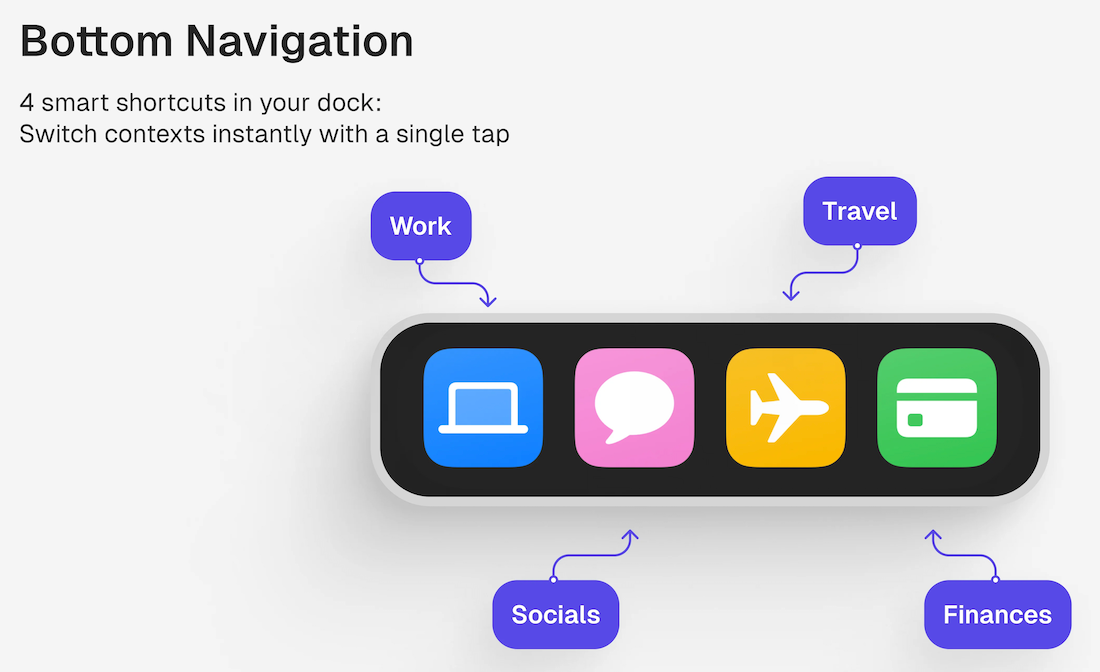 Bottom Navigation
4 smart shortcuts in your dock:
Switch contexts instantly with a single tap
Work
Travel
Socials
Finances